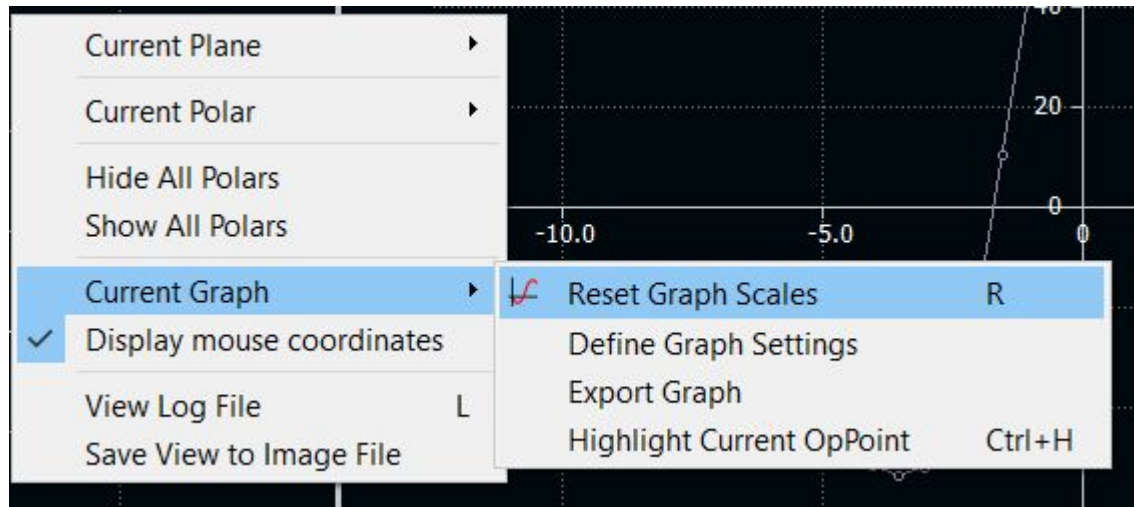 Current Plane
Current Polar
Hide All Polars
Show All Polars
Current Graph
Display mouse coordinates
View Log File L
Save View to Image File
20
0
-10.0 -5.0 0
Reset Graph Scales R
Define Graph Settings
Export Graph
Highlight Current OpPoint Ctrl+H